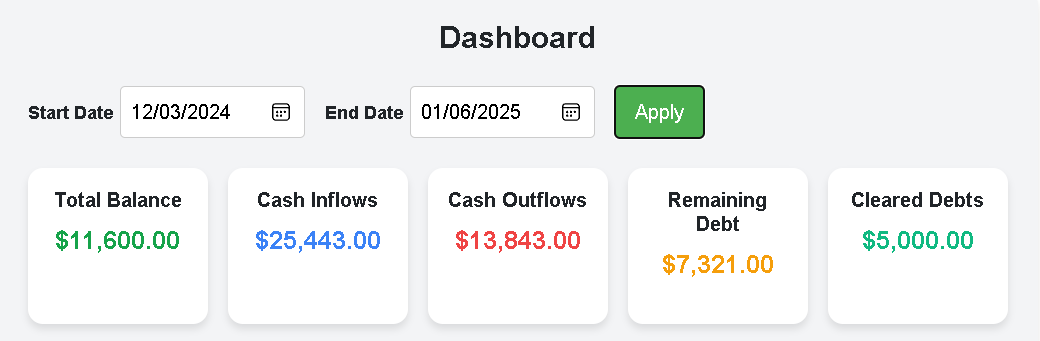 Dashboard
Start Date 12/03/2024 End Date 01/06/2025 Apply
Total Balance
$11,600.00
Cash Inflows
$25,443.00
Cash Outflows
$13,843.00
Remaining
Debt
$7,321.00
Cleared Debts
$5,000.00